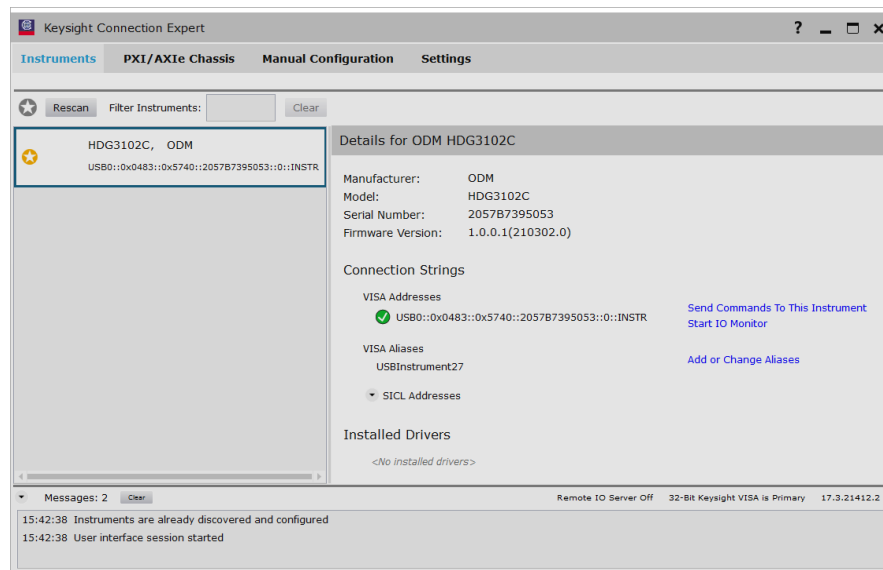 Keysight Connection Expert
?
Instruments PXI/AXIe Chassis Manual Configuration Settings
Rescan Filter Instruments: Clear
HDG3102C, ODM
USB0::0x0483::0x5740::2057B7395053::0::INSTR
Details for ODM HDG3102C
Manufacturer: ODM
Model: HDG3102C
Serial Number: 2057B7395053
Firmware Version: 1.0.0.1(210302.0)
Connection Strings
VISA Addresses
USB0::0x0483::0x5740::2057B7395053::0::INSTR
Send Commands To This Instrument
Start IO Monitor
VISA Aliases
USBInstrument27
Add or Change Aliases
SICL Addresses
Installed Drivers
<No installed drivers>
Messages: 2 Clear
Remote IO Server Off 32-Bit Keysight VISA is Primary 17.3.21412.2
15:42:38 Instruments are already discovered and configured
15:42:38 User interface session started